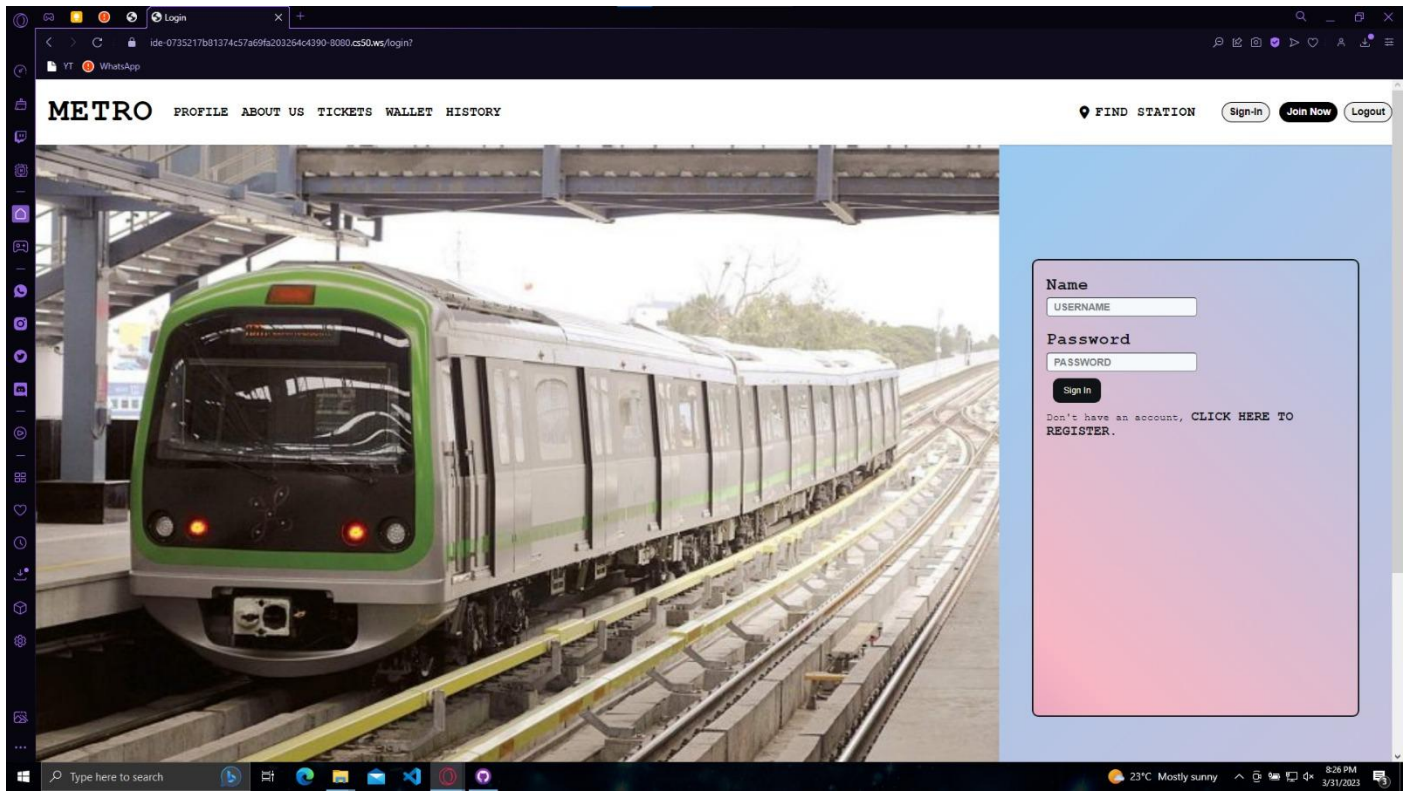 Login
ide-0735217b81374c57a69fa203264c4390-8080.cs50.ws/login?
YT WhatsApp
METRO PROFILE ABOUT US TICKETS WALLET HISTORY FIND STATION Sign-In Join Now Logout
Name
USERNAME
Password
PASSWORD
Sign In
Don't have an account, CLICK HERE TO
REGISTER.
Type here to search
23°C Mostly sunny
8:26 PM
3/31/2023
3